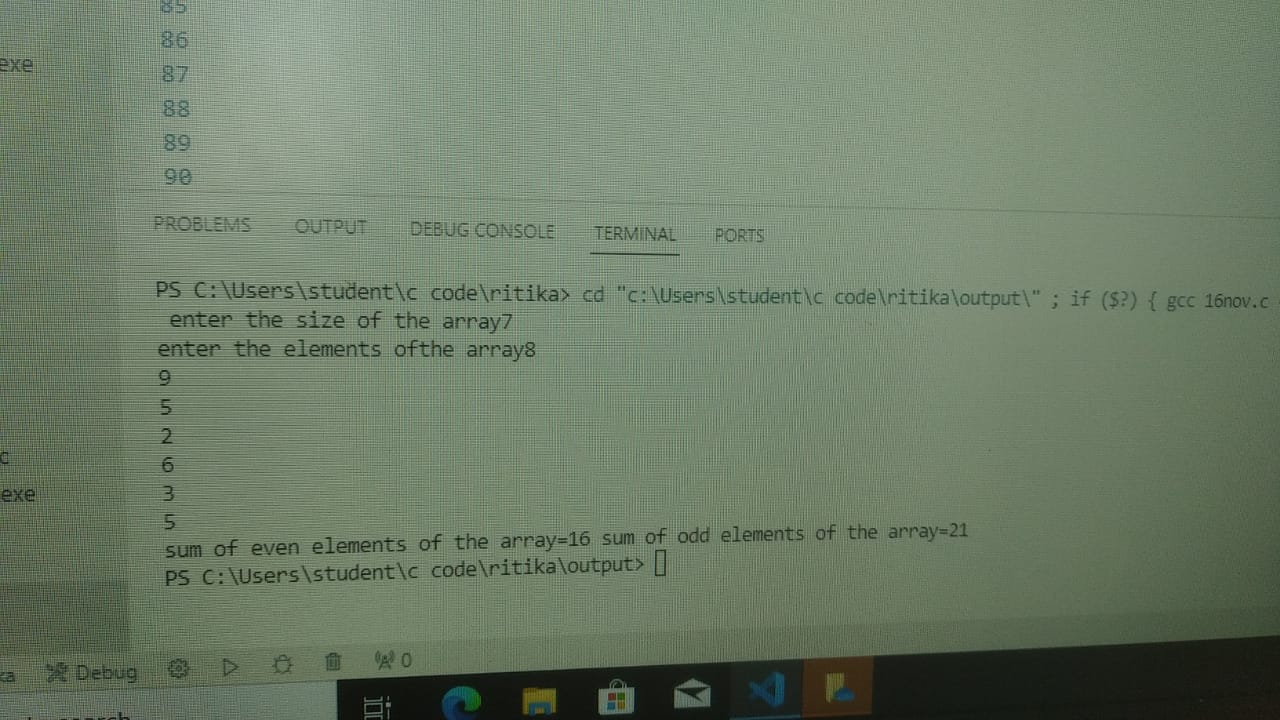 85
exe
86
87
88
89
90
PROBLEMS OUTPUT DEBUG CONSOLE TERMINAL PORTS
PS C:\Users\student\c code\ritika> cd "c:\Users\student\c code\ritika\output\" ; if ($?) { gcc 16nov.c
enter the size of the array7
enter the elements ofthe array8
9
5
2
c
6
exe
3
5
sum of even elements of the array=16 sum of odd elements of the array=21
PS C:\Users\student\c code\ritika\output>
Debug 0